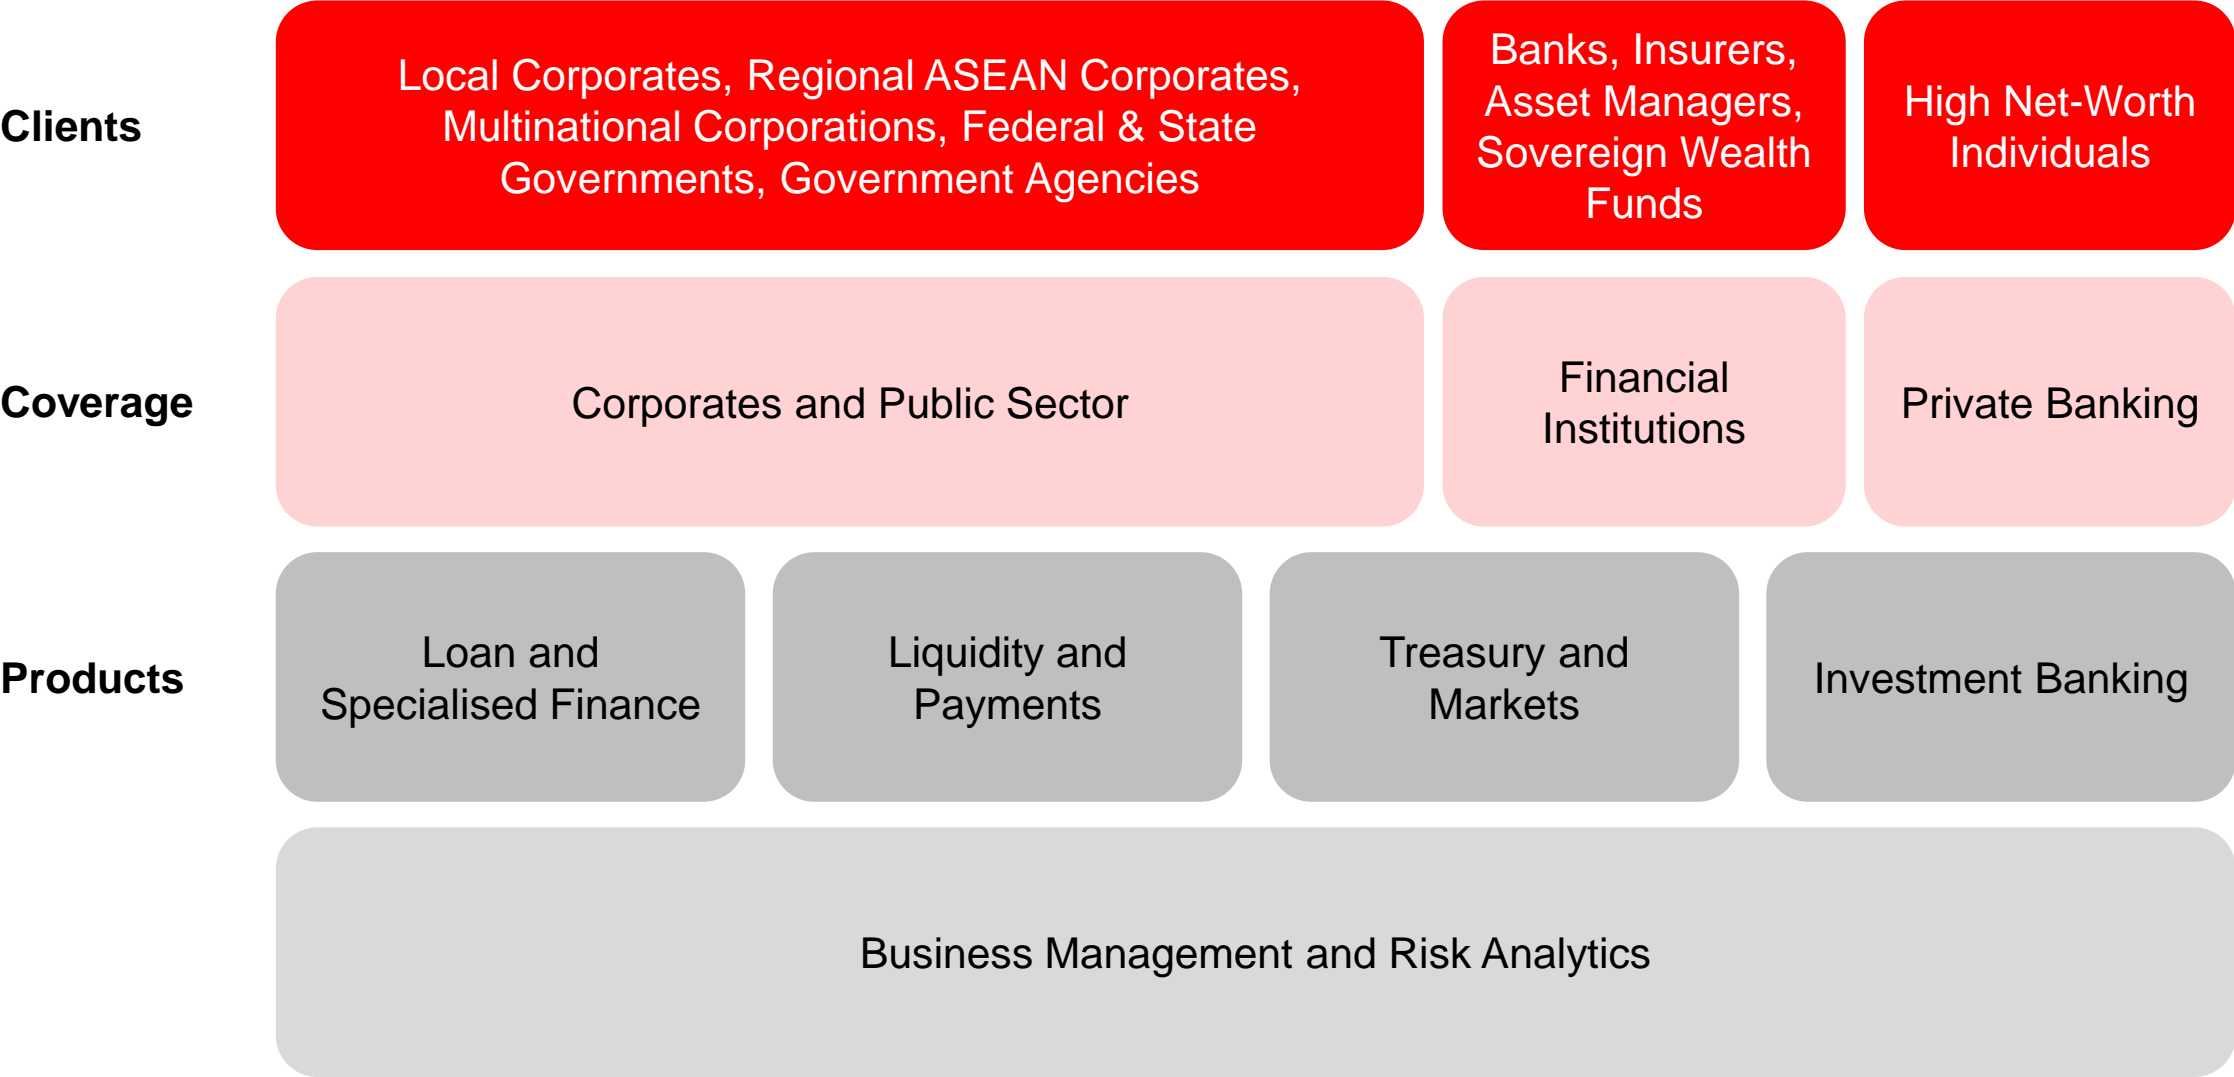 Clients
Local Corporates, Regional ASEAN Corporates,
Multinational Corporations, Federal & State
Governments, Government Agencies
Banks, Insurers,
Asset Managers,
Sovereign Wealth
Funds
High Net-Worth
Individuals
Coverage
Corporates and Public Sector
Financial
Institutions
Private Banking
Products
Loan and
Specialised Finance
Liquidity and
Payments
Treasury and
Markets
Investment Banking
Business Management and Risk Analytics